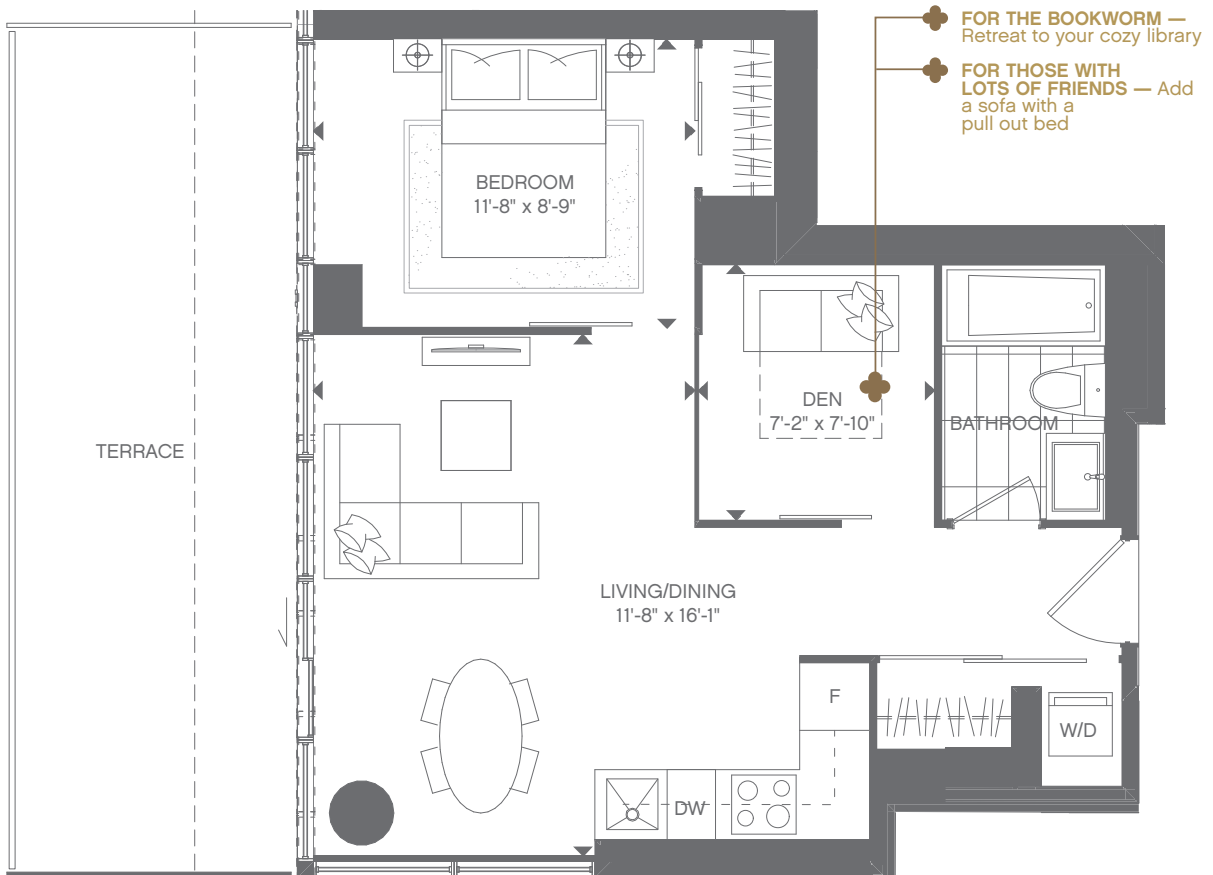 FOR THE BOOKWORM —
Retreat to your cozy library
FOR THOSE WITH
LOTS OF FRIENDS — Add
a sofa with a
pull out bed
BEDROOM
11'-8" x 8'-9"
DEN
7'-2" x 7'-10"
BATHROOM
TERRACE
LIVING/DINING
11'-8" x 16'-1"
F
W/D
DW